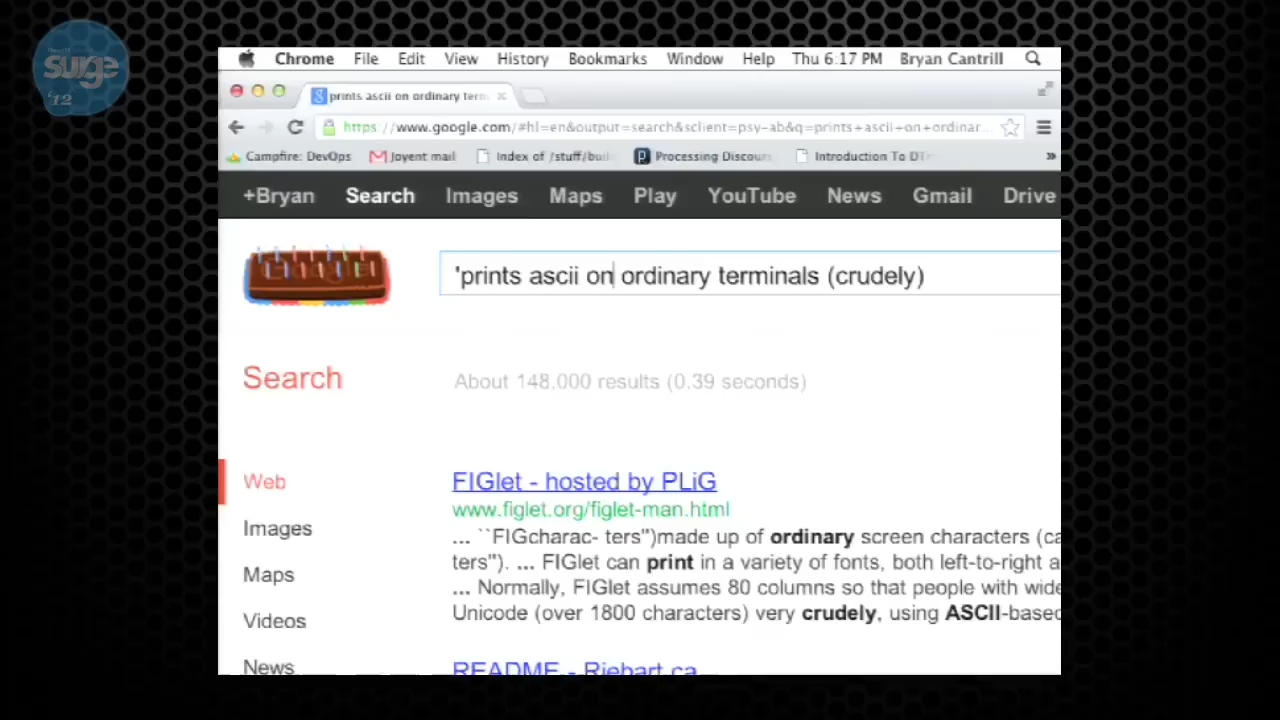 surge
'12
Chrome File Edit View History Bookmarks Window Help Thu 6:17 PM Bryan Cantrill
prints ascii on ordinary term
https://www.google.com/#hl=en&output=search&sclient=psy-ab&q=prints+ascii+on+ordinar...
Campfire: DevOps Joyent mail Index of /stuff/buil Processing Discours Introduction To DT »
+Bryan Search Images Maps Play YouTube News Gmail Drive
'prints ascii on ordinary terminals (crudely)
Search About 148,000 results (0.39 seconds)
Web
Images
Maps
Videos
News
FIGlet - hosted by PLiG
www.figlet.org/figlet-man.html
... ``FIGcharac- ters'')made up of ordinary screen characters (ca
ters''). ... FIGlet can print in a variety of fonts, both left-to-right a
... Normally, FIGlet assumes 80 columns so that people with wide
Unicode (over 1800 characters) very crudely, using ASCII-based
README - Riebart.ca